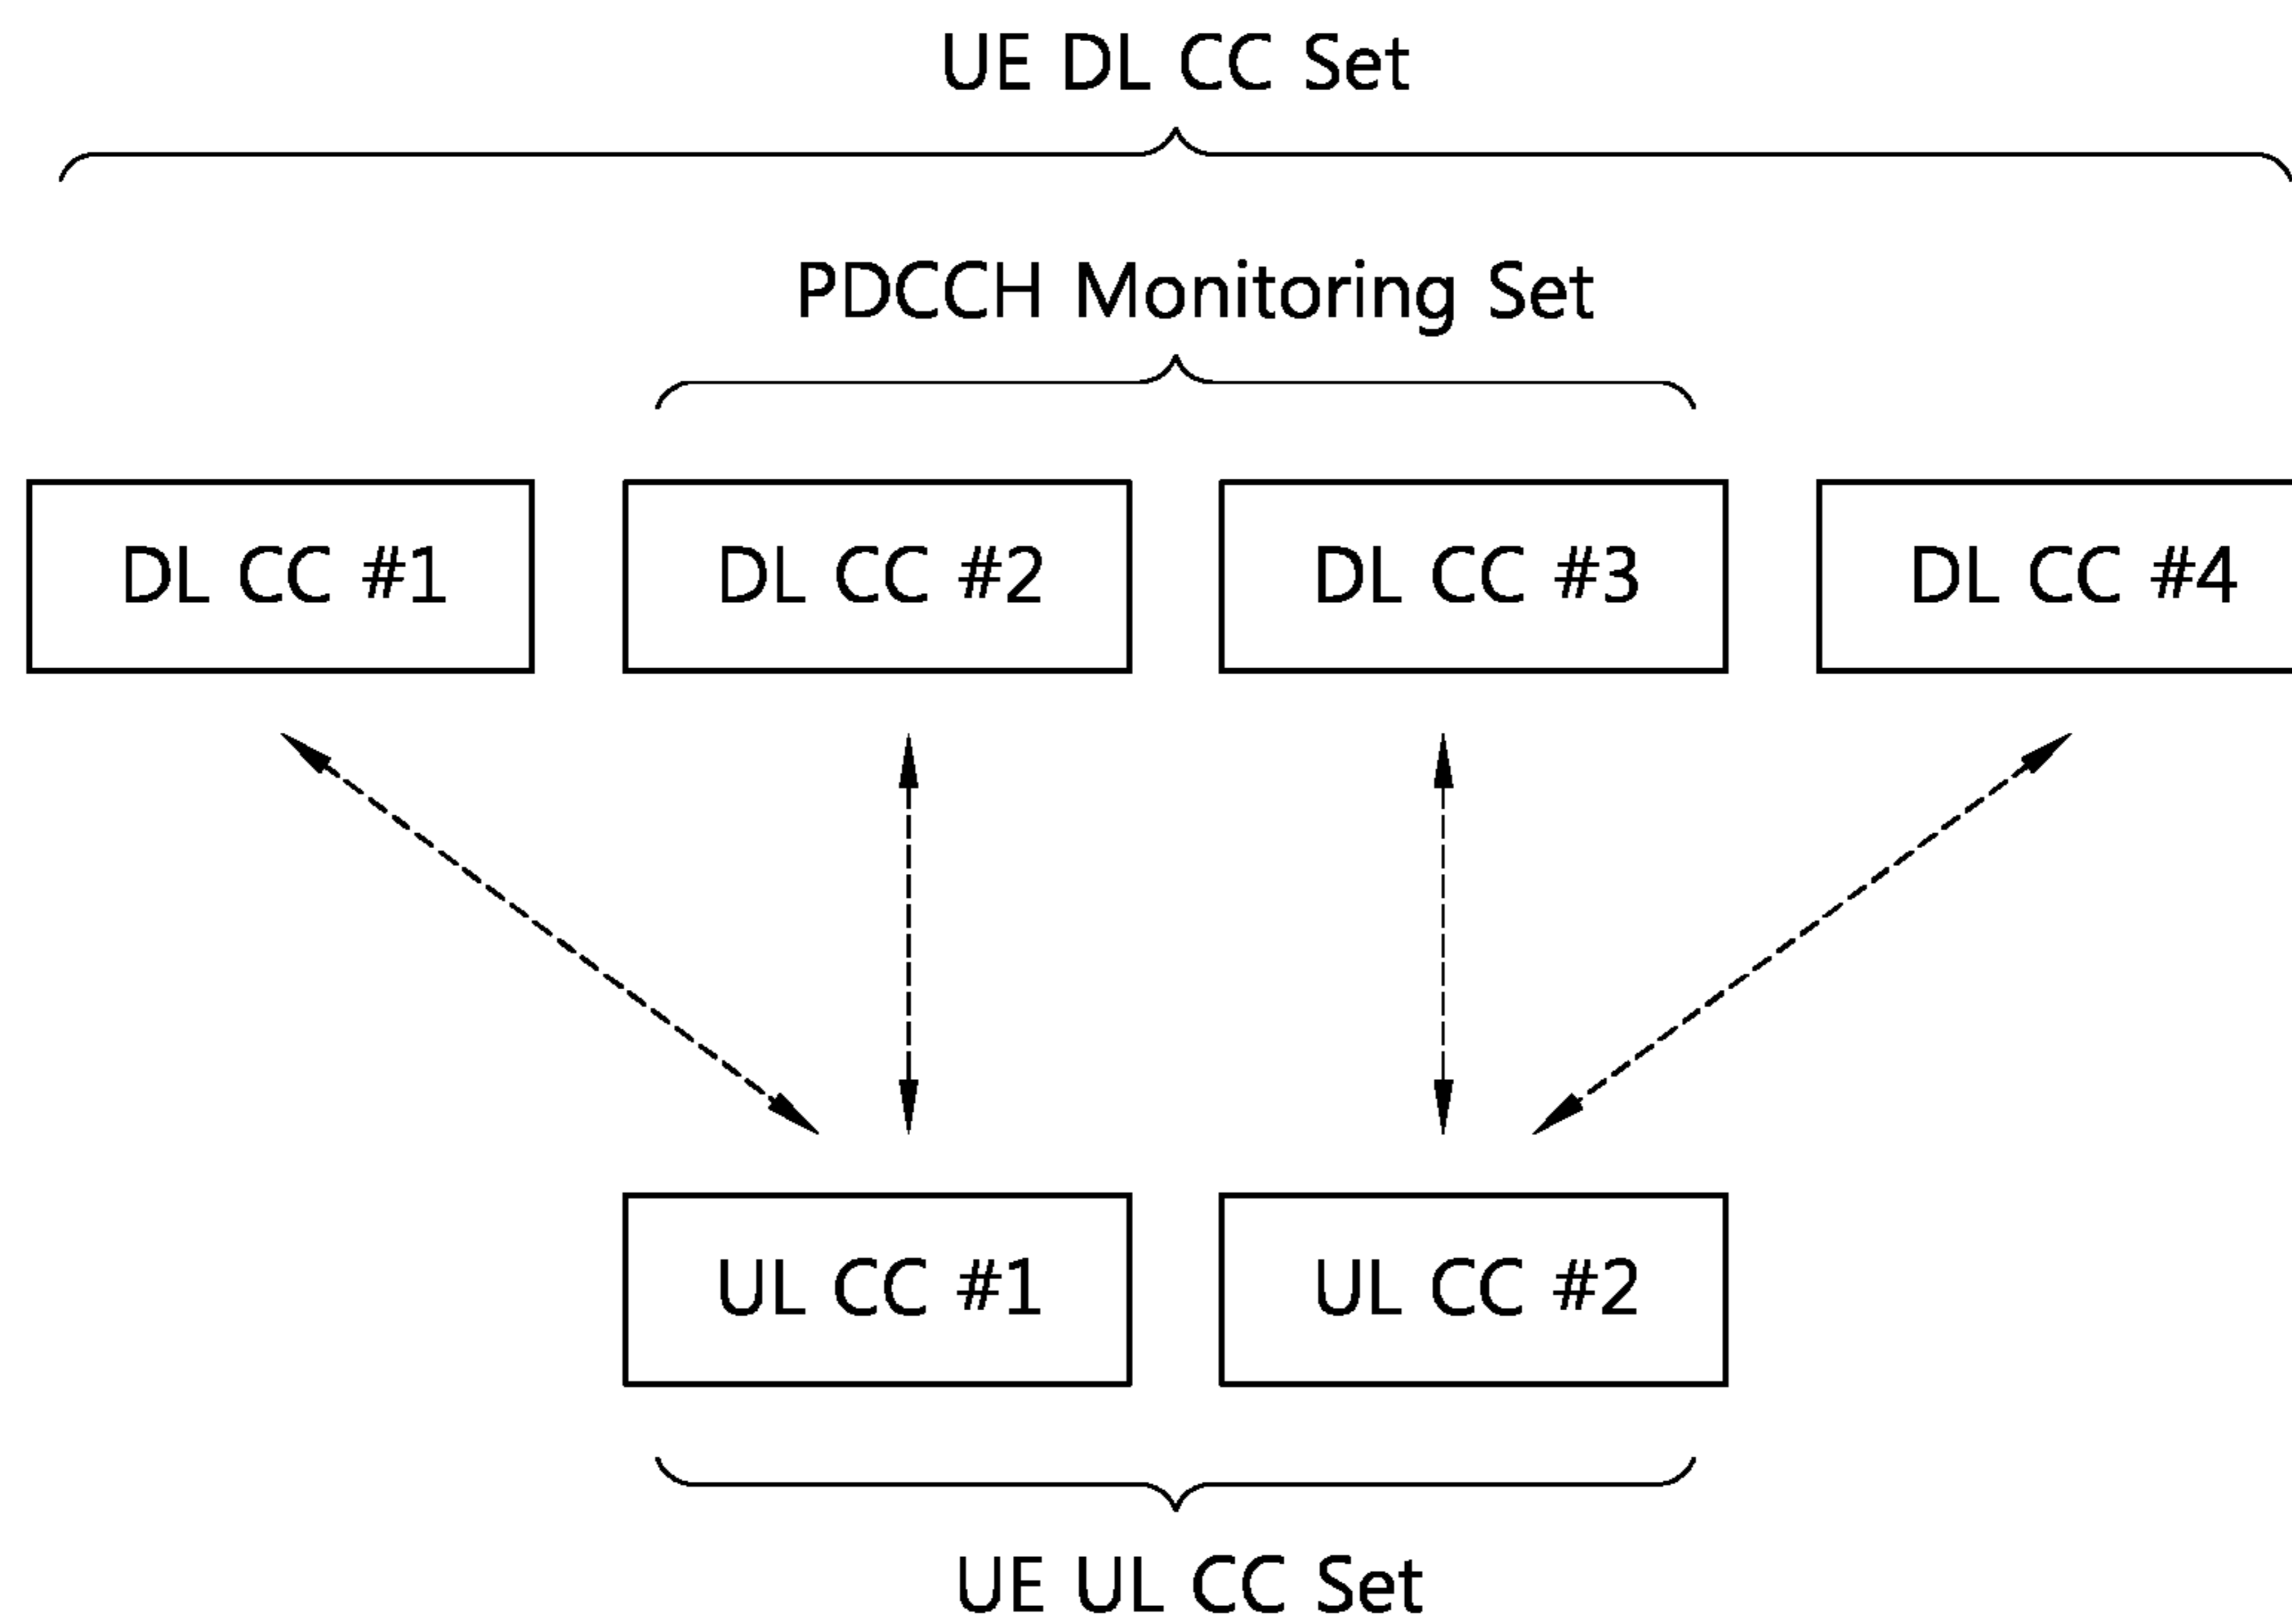 UE DL CC Set
PDCCH Monitoring Set
DL CC #1 DL CC #2 DL CC #3 DL CC #4
UL CC #1 UL CC #2
UE UL CC Set